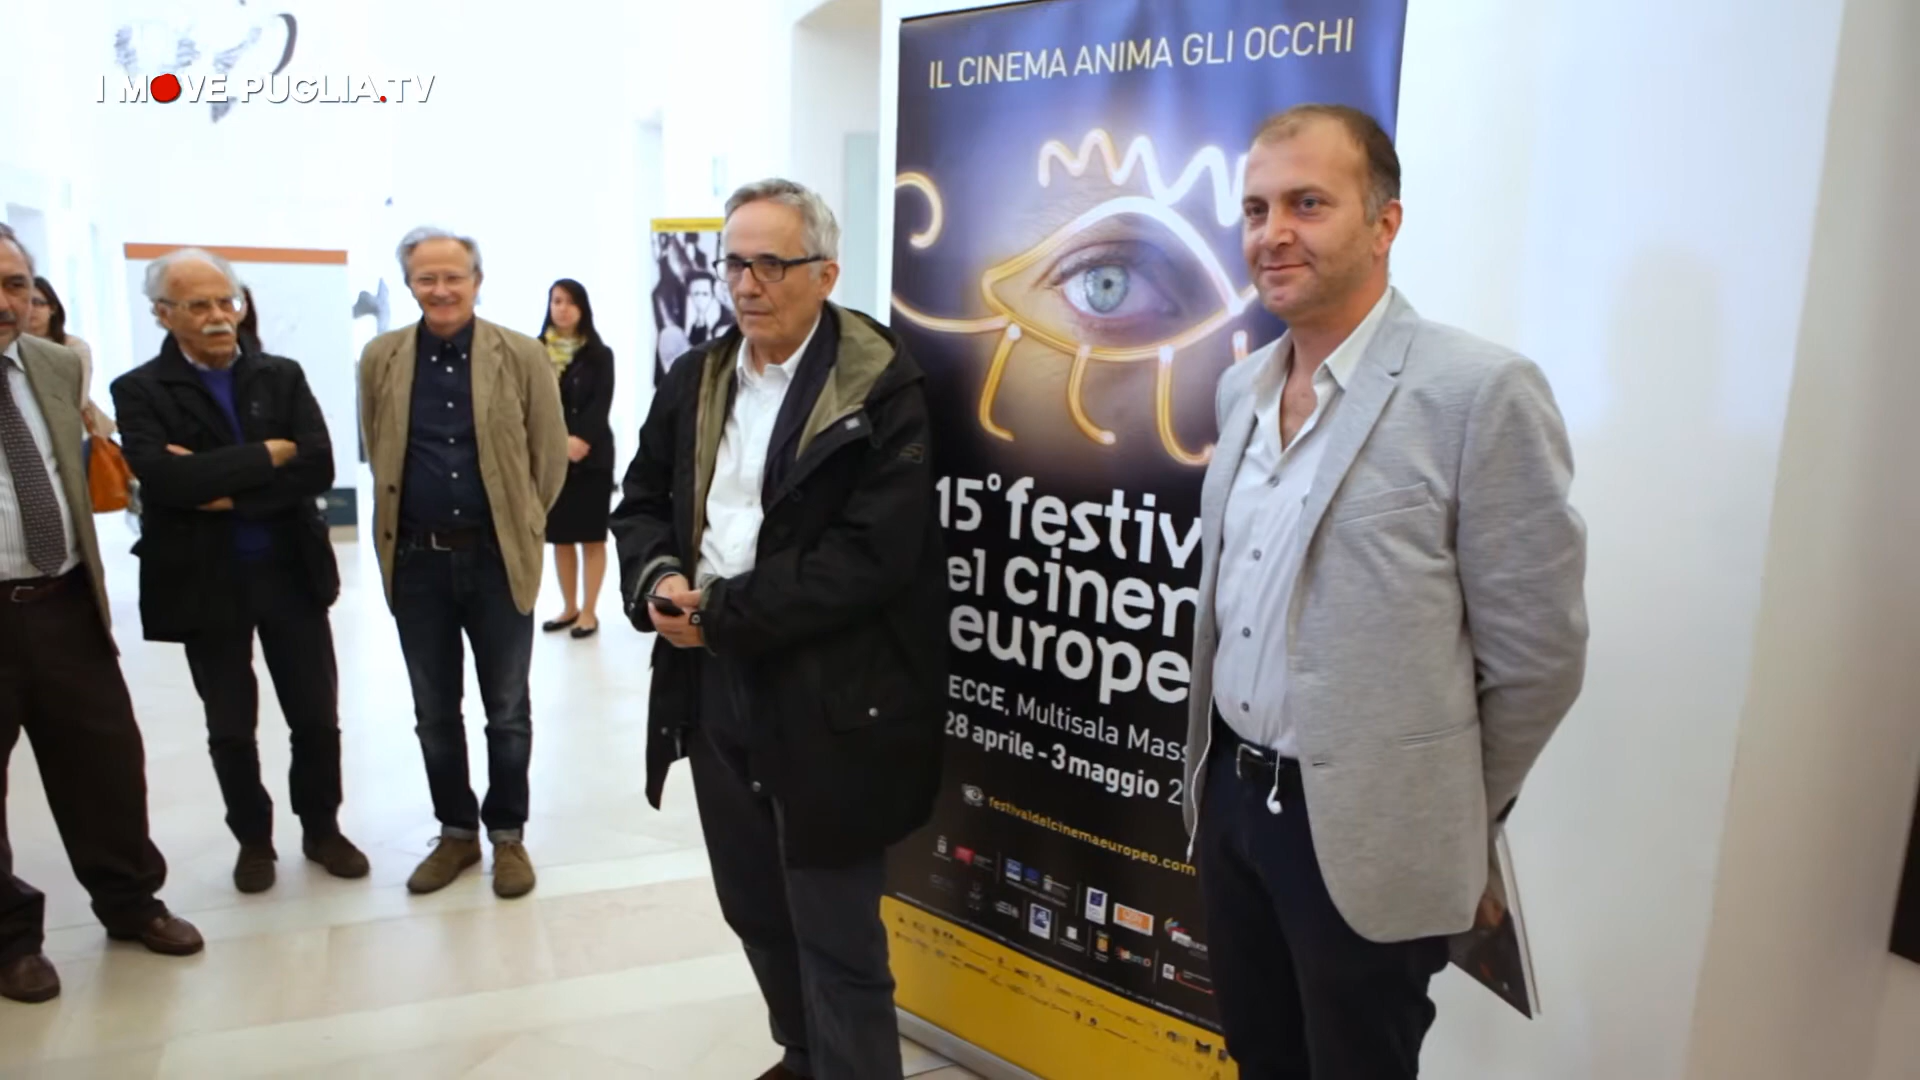 I MOVE PUGLIA.TV
IL CINEMA ANIMA GLI OCCHI
15° festiv
el cinem
europe
ECCE, Multisala Mass
28 aprile - 3 maggio 2
festivaldelcinemaeuropeo.com